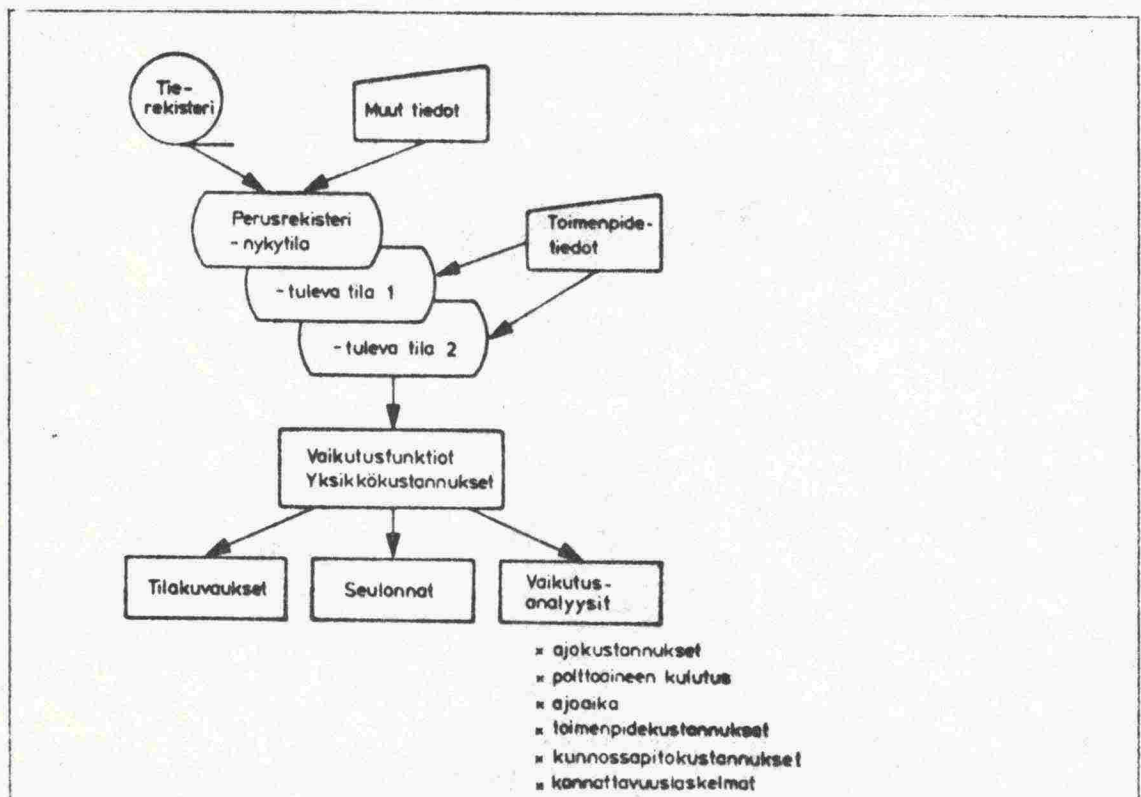 Tie-
rekisteri
Muut tiedot
Perusrekisteri
- nykytila
Toimenpide-
tiedot
- tuleva tila 1
- tuleva tila 2
Vaikutusfunktiot
Yksikkökustannukset
Tilakuvaukset
Seulonnat
Vaikutus-
analyysit
× ajokustannukset
× polttoaineen kulutus
× ajoaika
× toimenpidekustannukset
× kunnossapitokustannukset
× kannattavuuslaskelmat